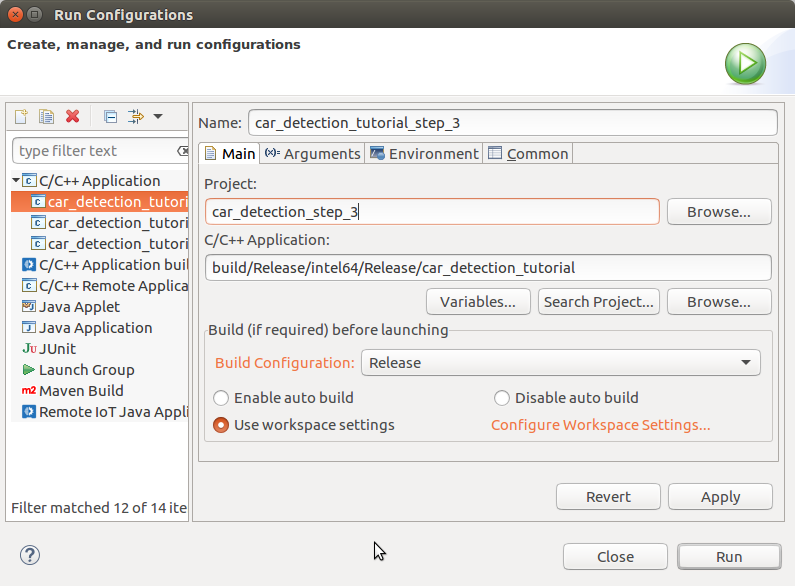 Run Configurations
Create, manage, and run configurations
type filter text
C/C++ Application
car_detection_tutori
car_detection_tutori
car_detection_tutori
C/C++ Application buil
C/C++ Remote Applica
Java Applet
Java Application
Ju JUnit
Launch Group
m2 Maven Build
Remote IoT Java Appli
Filter matched 12 of 14 ite
Name: car_detection_tutorial_step_3
Main (x)= Arguments Environment Common
Project:
car_detection_step_3 Browse...
C/C++ Application:
build/Release/intel64/Release/car_detection_tutorial
Variables... Search Project... Browse...
Build (if required) before launching
Build Configuration: Release
Enable auto build Disable auto build
Use workspace settings Configure Workspace Settings...
Revert Apply
? Close Run